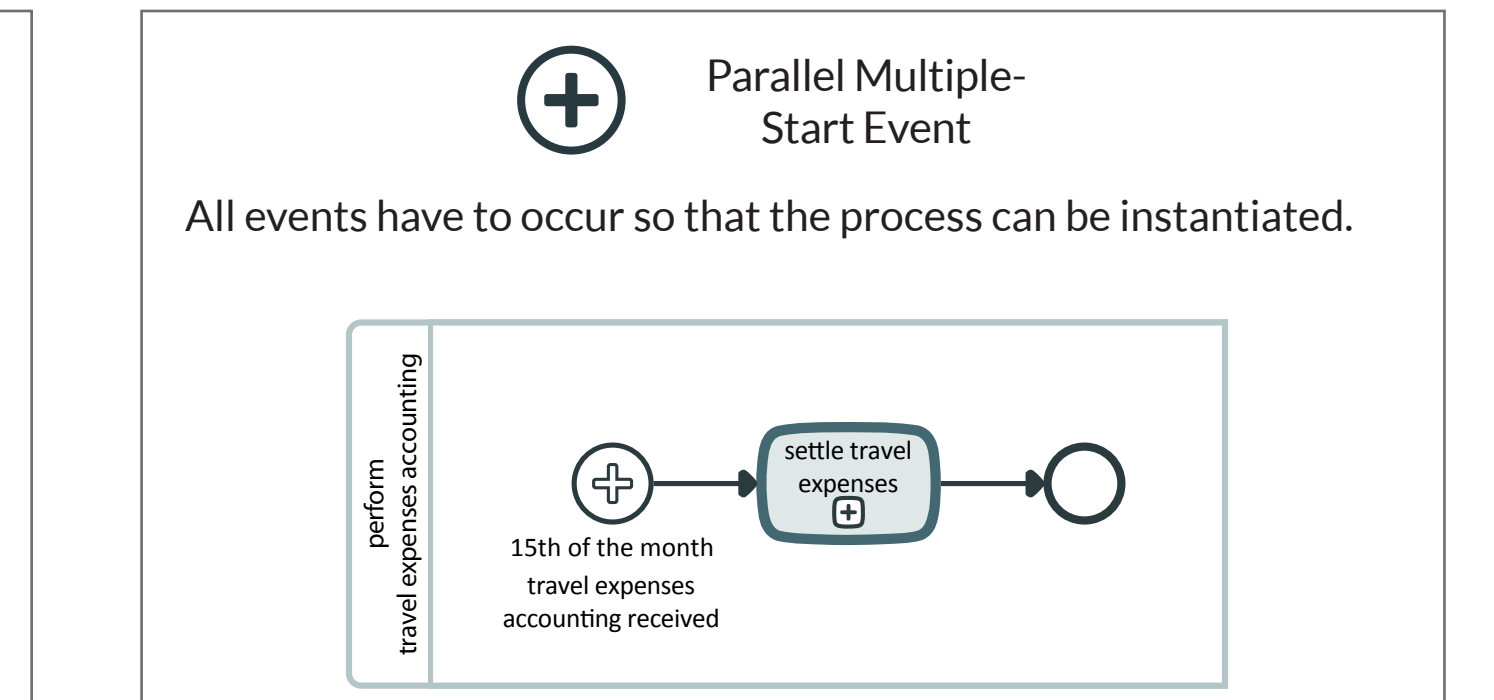 Parallel Multiple-
Start Event
All events have to occur so that the process can be instantiated.
perform
travel expenses accounting
settle travel
expenses
15th of the month
travel expenses
accounting received